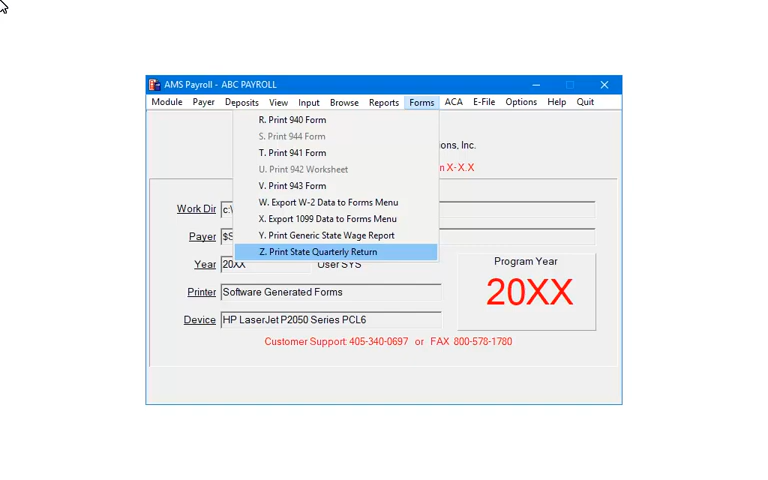 AMS Payroll - ABC PAYROLL
Module Payer Deposits View Input Browse Reports Forms ACA E-File Options Help Quit
R. Print 940 Form
S. Print 944 Form
T. Print 941 Form
U. Print 942 Worksheet
V. Print 943 Form
W. Export W-2 Data to Forms Menu
X. Export 1099 Data to Forms Menu
Y. Print Generic State Wage Report
Z. Print State Quarterly Return
ons, Inc.
n X-X.X
Work Dir c:\
Payer $S
Year 20XX User SYS
Printer Software Generated Forms
Device HP LaserJet P2050 Series PCL6
Program Year
20XX
Customer Support: 405-340-0697 or FAX 800-578-1780